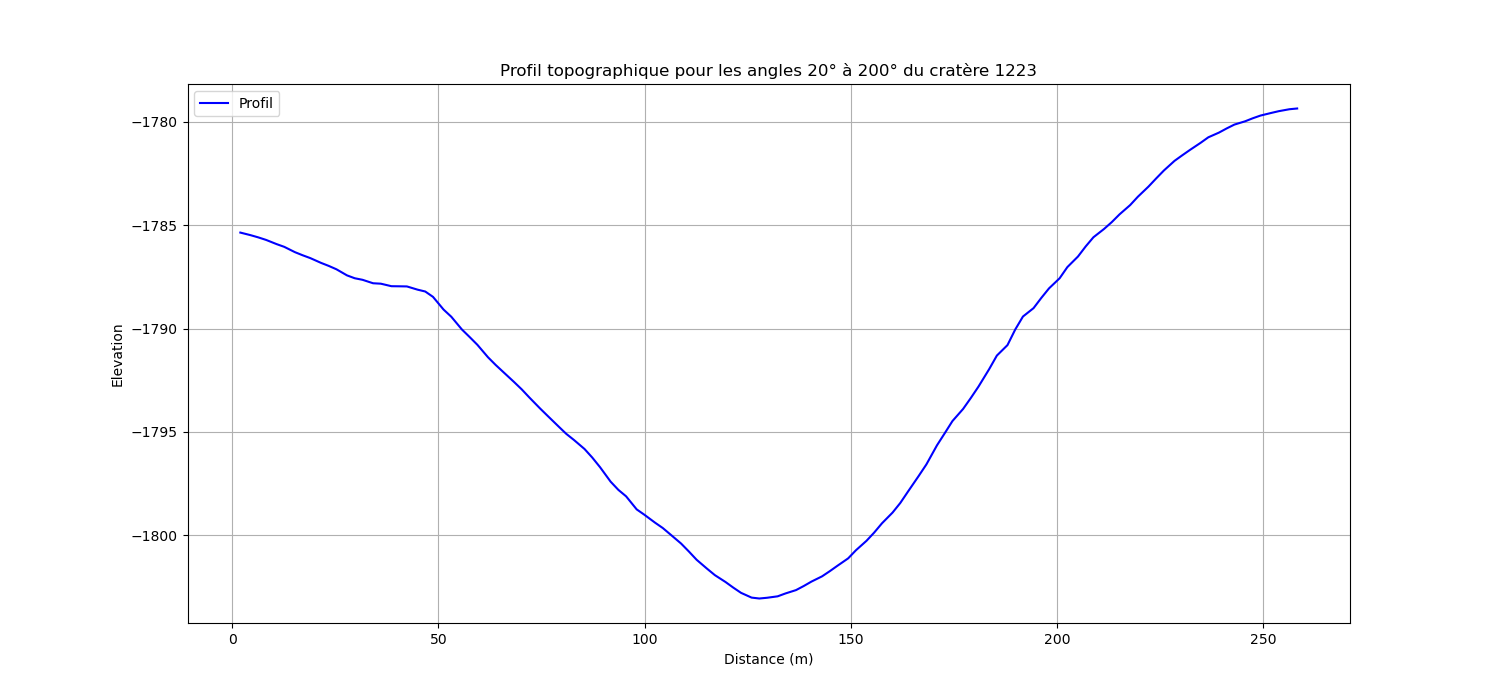 Profil topographique pour les angles 20° à 200° du cratère 1223
Profil
−1780
−1785
−1790
−1795
−1800
Elevation
0 50 100 150 200 250
Distance (m)